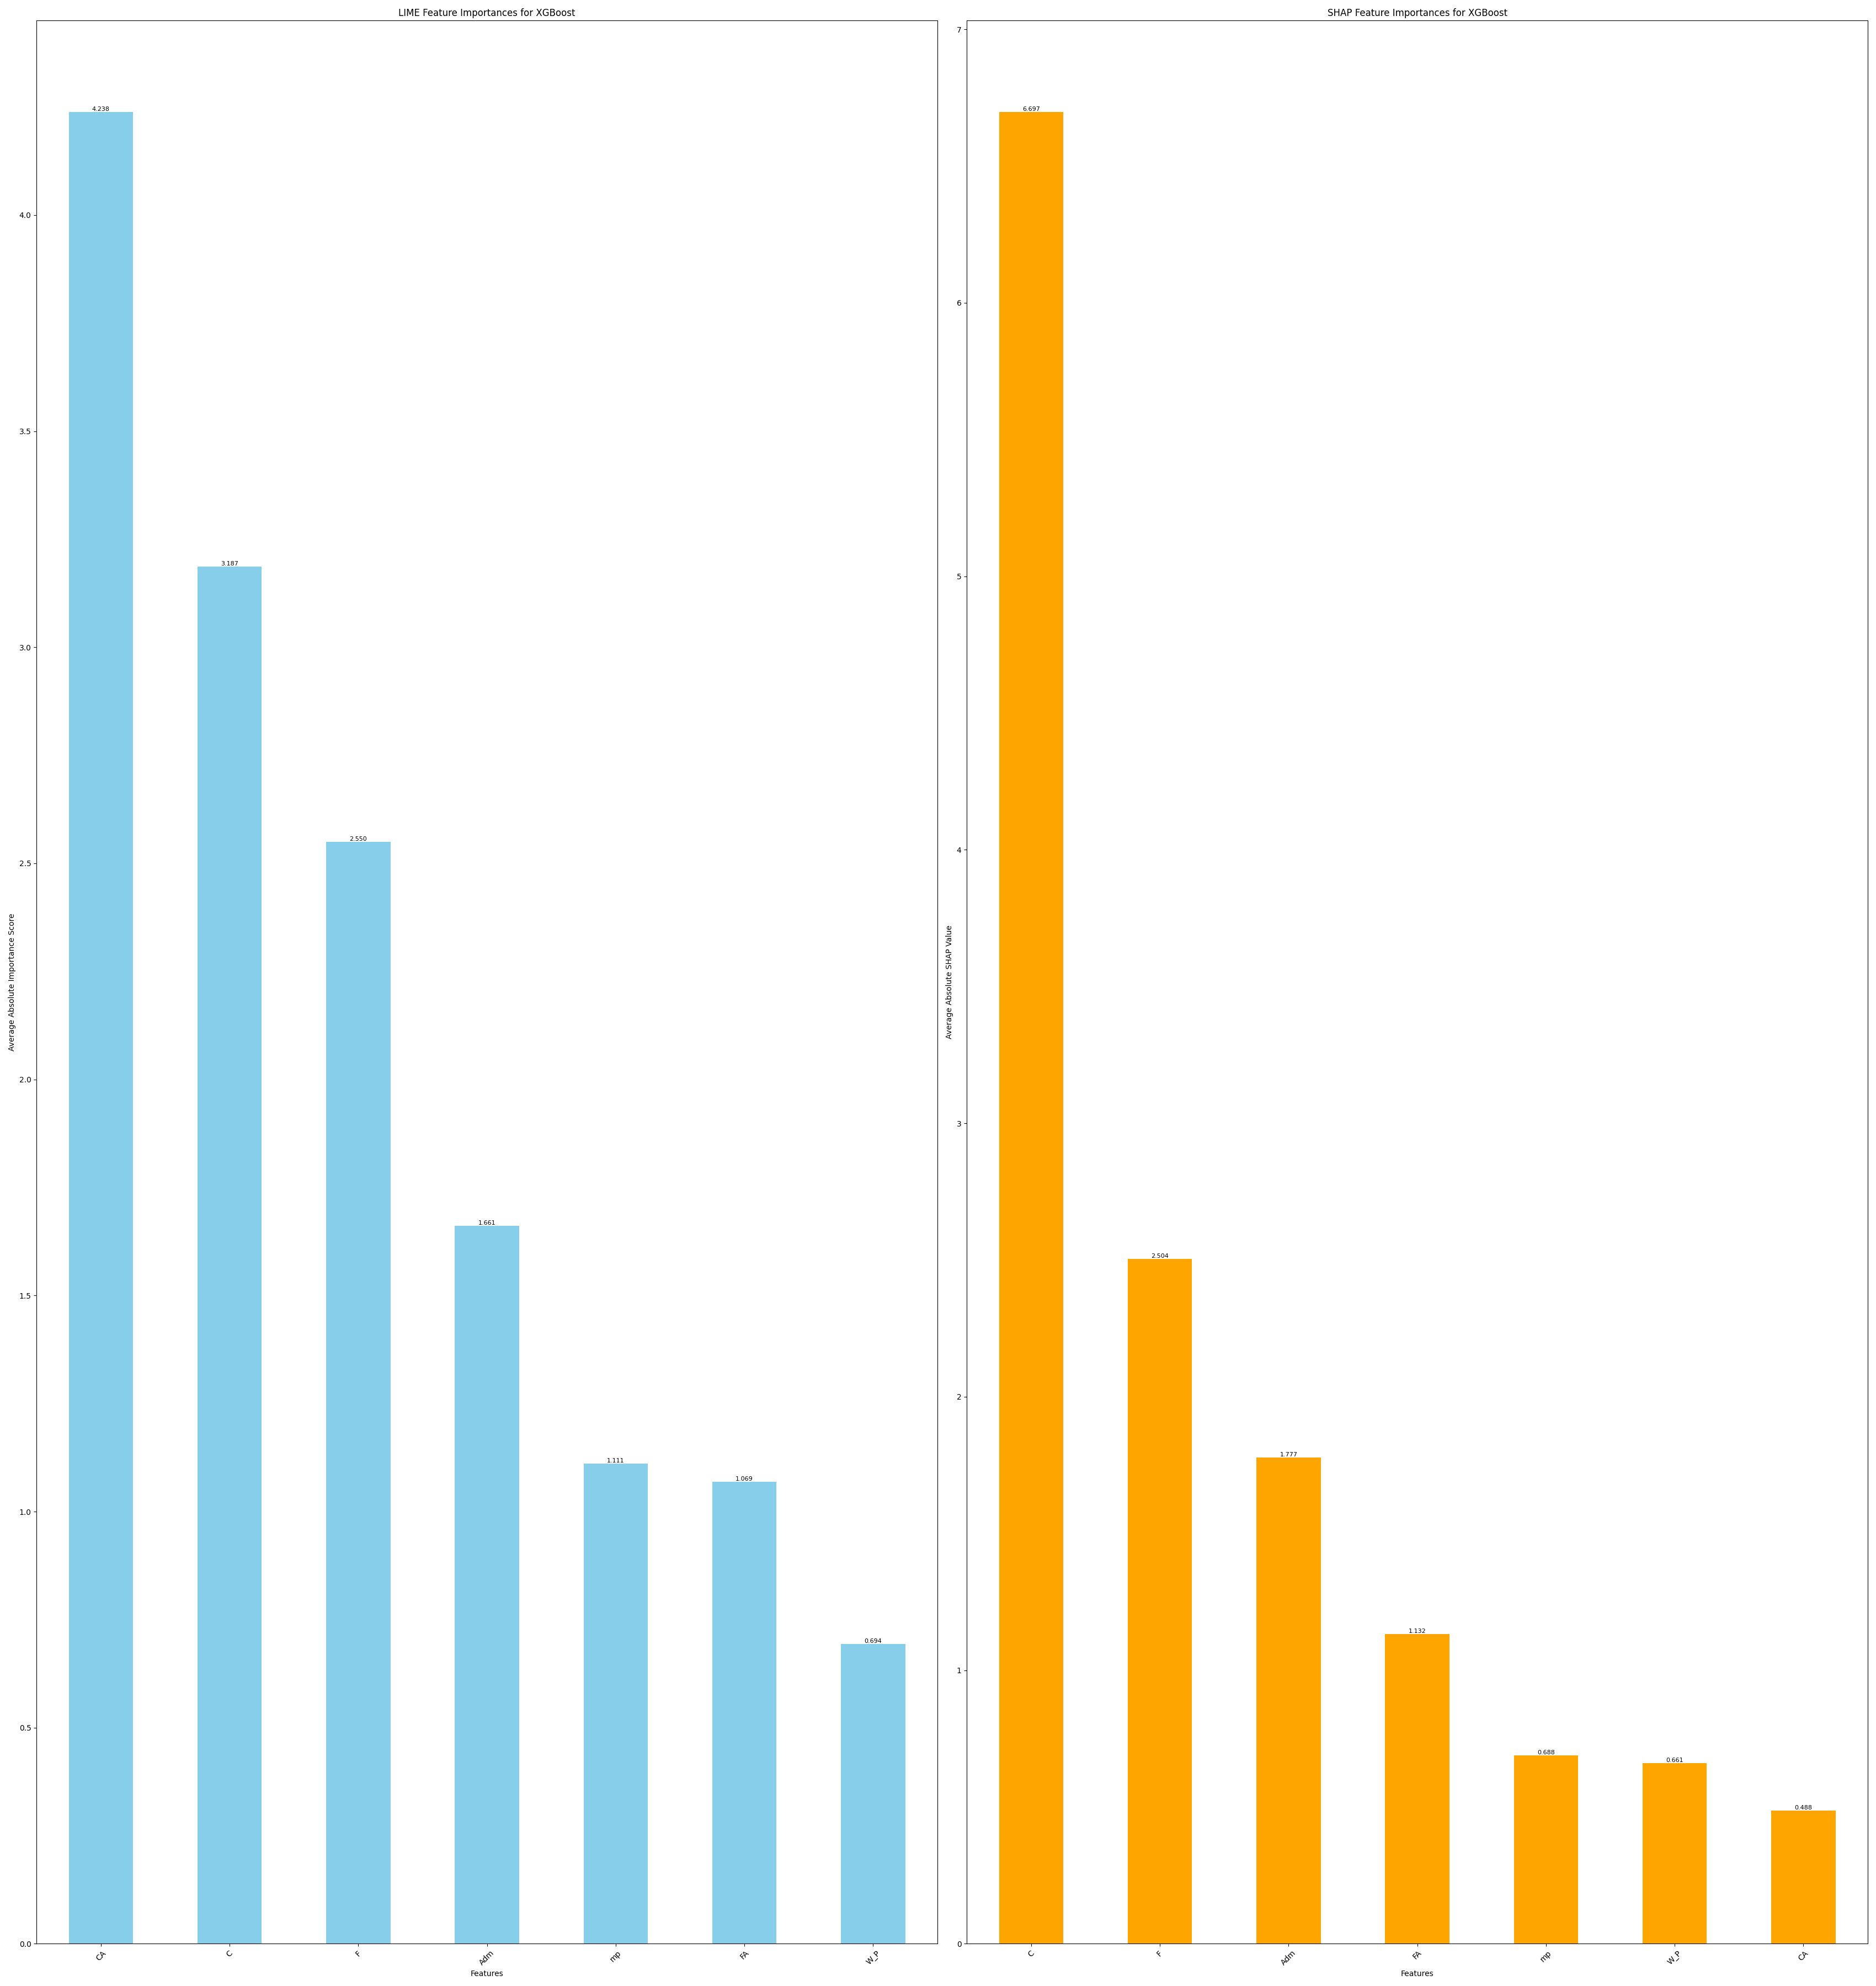 LIME Feature Importances for XGBoost
4.238
3.187
2.550
1.661
1.111
1.069
0.694
4.0
3.5
3.0
2.5
2.0
1.5
1.0
0.5
0.0
Average Absolute Importance Score
CA
C
F
Adm
mp
FA
W_P
Features
SHAP Feature Importances for XGBoost
6.697
2.504
1.777
1.132
0.688
0.661
0.488
7
6
5
4
3
2
1
0
Average Absolute SHAP Value
C
F
Adm
FA
mp
W_P
CA
Features